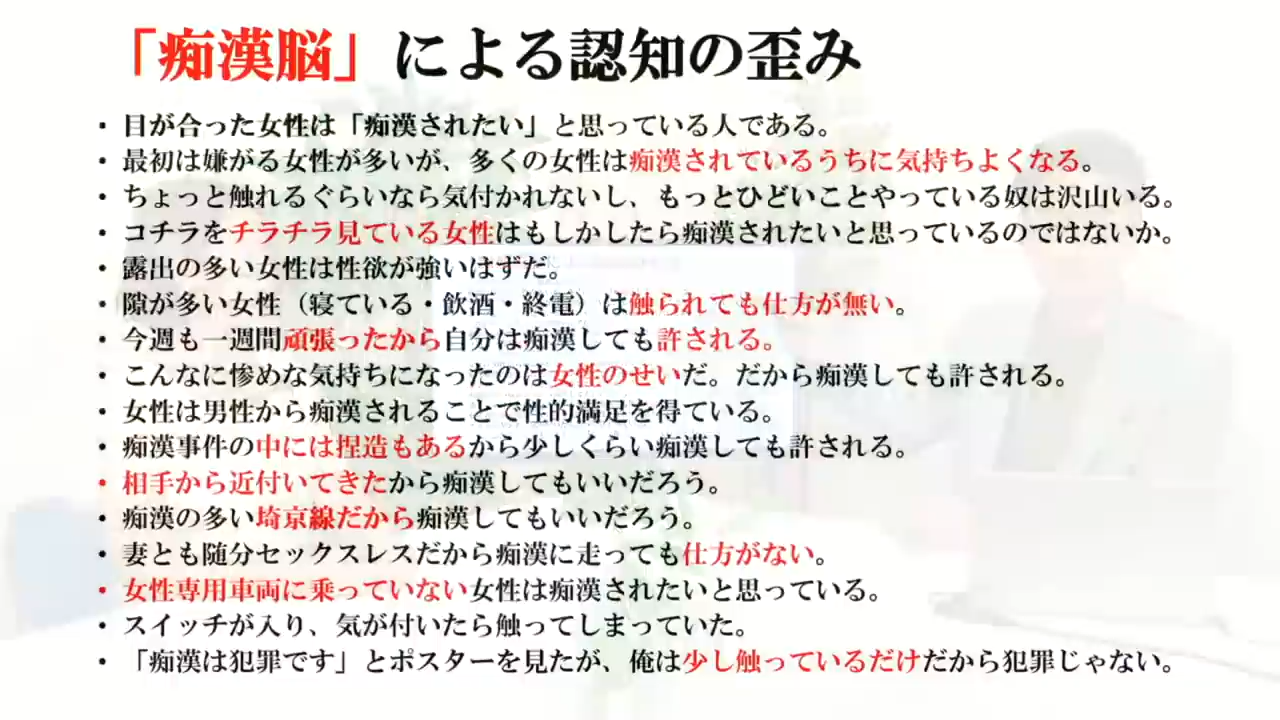 「痴漢脳」による認知の歪み
・目が合った女性は「痴漢されたい」と思っている人である。
・最初は嫌がる女性が多いが、多くの女性は痴漢されているうちに気持ちよくなる。
・ちょっと触れるぐらいなら気付かれないし、もっとひどいことやっている奴は沢山いる。
・コチラをチラチラ見ている女性はもしかしたら痴漢されたいと思っているのではないか。
・露出の多い女性は性欲が強いはずだ。
・隙が多い女性（寝ている・飲酒・終電）は触られても仕方が無い。
・今週も一週間頑張ったから自分は痴漢しても許される。
・こんなに惨めな気持ちになったのは女性のせいだ。だから痴漢しても許される。
・女性は男性から痴漢されることで性的満足を得ている。
・痴漢事件の中には捏造もあるから少しくらい痴漢しても許される。
・相手から近付いてきたから痴漢してもいいだろう。
・痴漢の多い埼京線だから痴漢してもいいだろう。
・妻とも随分セックスレスだから痴漢に走っても仕方がない。
・女性専用車両に乗っていない女性は痴漢されたいと思っている。
・スイッチが入り、気が付いたら触ってしまっていた。
・「痴漢は犯罪です」とポスターを見たが、俺は少し触っているだけだから犯罪じゃない。